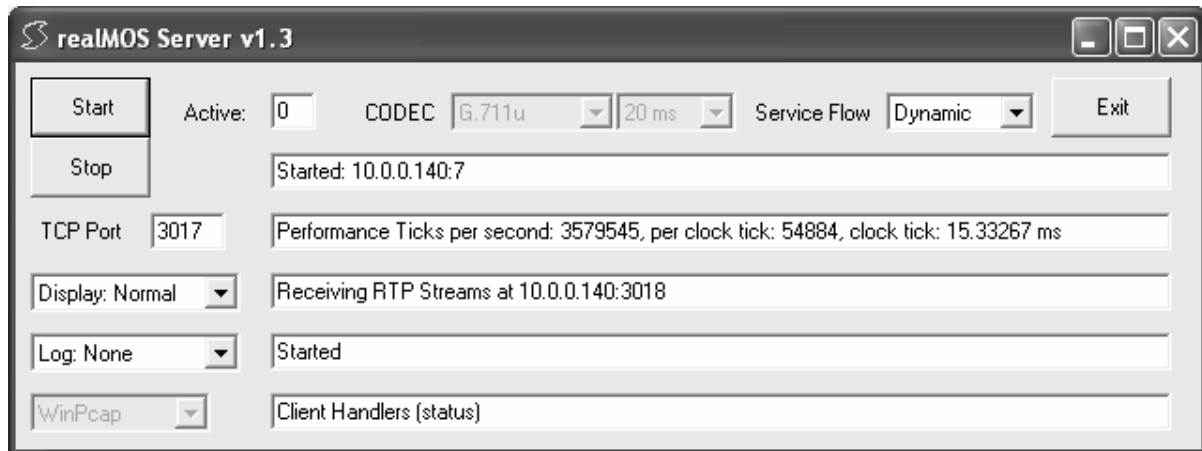 realMOS Server v1.3
Start Active: 0 CODEC G.711u 20 ms Service Flow Dynamic Exit
Stop Started: 10.0.0.140:7
TCP Port 3017 Performance Ticks per second: 3579545, per clock tick: 54884, clock tick: 15.33267 ms
Display: Normal Receiving RTP Streams at 10.0.0.140:3018
Log: None Started
WinPcap Client Handlers (status)